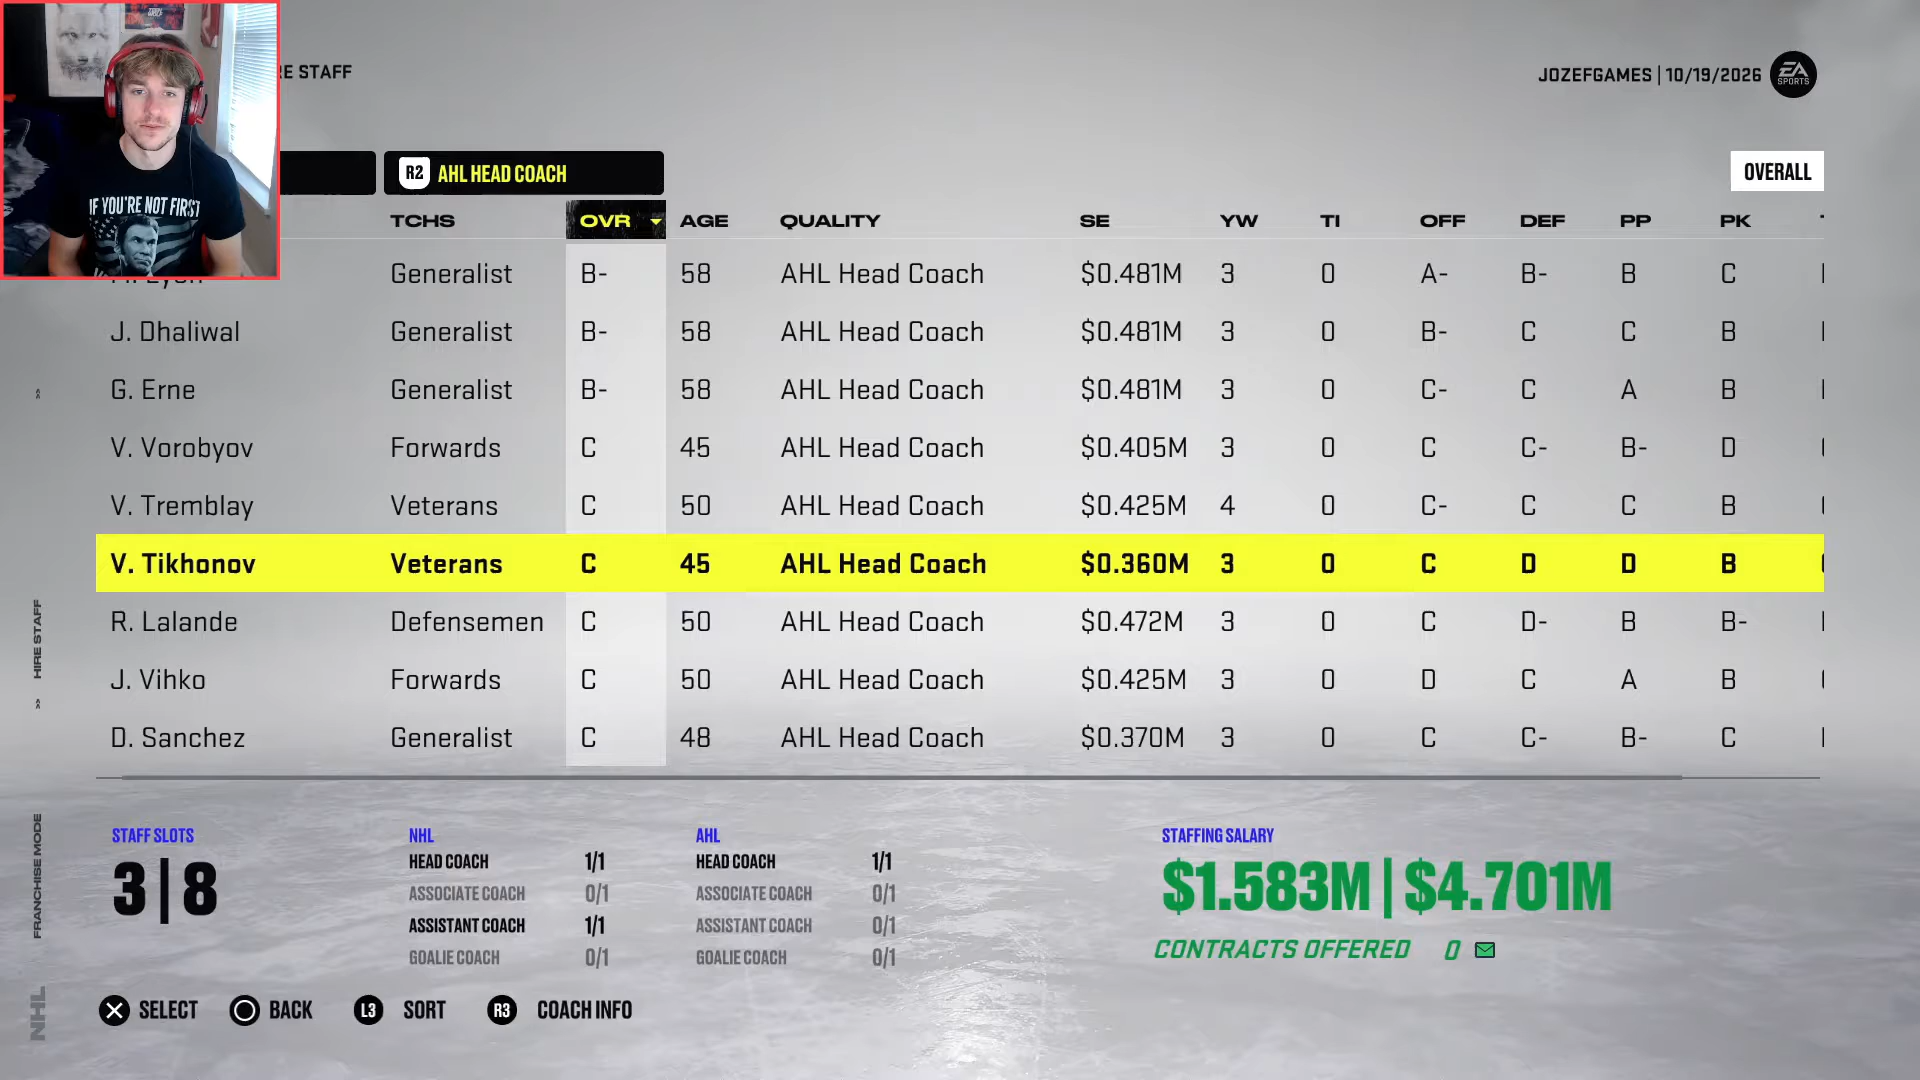 RE STAFF
JOZEFGAMES | 10/19/2026
EA SPORTS
IF YOU'RE NOT FIRST
R2 AHL HEAD COACH
OVERALL
TCHS OVR AGE QUALITY SE YW TI OFF DEF PP PK
Generalist B- 58 AHL Head Coach $0.481M 3 0 A- B- B C
J. Dhaliwal Generalist B- 58 AHL Head Coach $0.481M 3 0 B- C C B
G. Erne Generalist B- 58 AHL Head Coach $0.481M 3 0 C- C A B
V. Vorobyov Forwards C 45 AHL Head Coach $0.405M 3 0 C C- B- D
V. Tremblay Veterans C 50 AHL Head Coach $0.425M 4 0 C- C C B
V. Tikhonov Veterans C 45 AHL Head Coach $0.360M 3 0 C D D B
R. Lalande Defensemen C 50 AHL Head Coach $0.472M 3 0 C D- B B-
J. Vihko Forwards C 50 AHL Head Coach $0.425M 3 0 D C A B
D. Sanchez Generalist C 48 AHL Head Coach $0.370M 3 0 C C- B- C
NHL FRANCHISE MODE HIRE STAFF
STAFF SLOTS
3|8
NHL
HEAD COACH 1/1
ASSOCIATE COACH 0/1
ASSISTANT COACH 1/1
GOALIE COACH 0/1
AHL
HEAD COACH 1/1
ASSOCIATE COACH 0/1
ASSISTANT COACH 0/1
GOALIE COACH 0/1
STAFFING SALARY
$1.583M | $4.701M
CONTRACTS OFFERED 0
SELECT BACK L3 SORT R3 COACH INFO